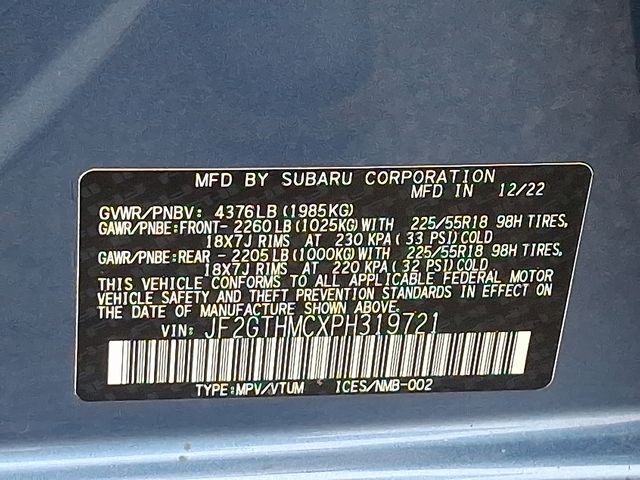 MFD BY SUBARU CORPORATION
MFD IN 12/22
GVWR/PNBV: 4376LB(1985KG)
GAWR/PNBE:FRONT- 2260LB(1025KG)WITH 225/55R18 98H TIRES,
18X7J RIMS AT 230 KPA( 33 PSI)COLD
GAWR/PNBE:REAR - 2205LB(1000KG)WITH 225/55R18 98H TIRES,
18X7J RIMS AT 220 KPA( 32 PSI)COLD
THIS VEHICLE CONFORMS TO ALL APPLICABLE FEDERAL MOTOR
VEHICLE SAFETY AND THEFT PREVENTION STANDARDS IN EFFECT ON
THE DATE OF MANUFACTURE SHOWN ABOVE.
VIN: JF2GTHMCXPH319721
TYPE:MPV/VTUM ICES/NMB-002